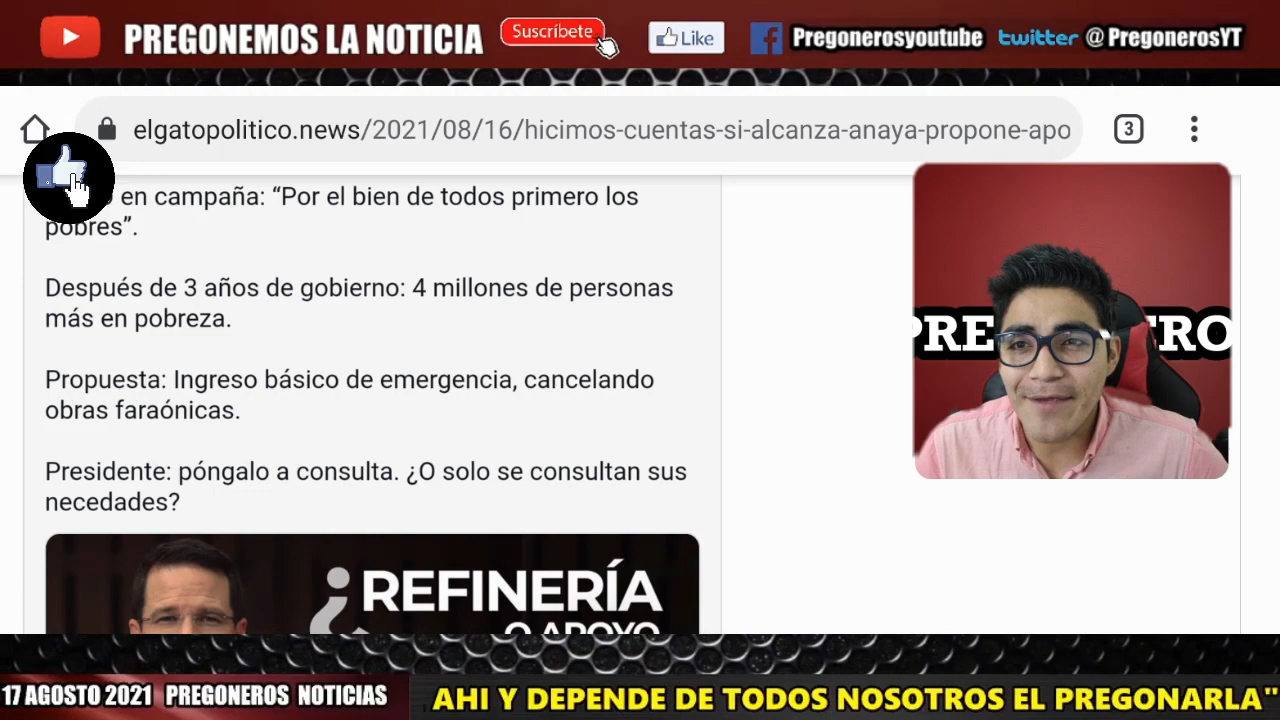 PREGONEMOS LA NOTICIA Suscríbete Like Pregonerosyoutube twitter @PregonerosYT
elgatopolitico.news/2021/08/16/hicimos-cuentas-si-alcanza-anaya-propone-apo 3
en campaña: “Por el bien de todos primero los
pobres”.
Después de 3 años de gobierno: 4 millones de personas
más en pobreza.
Propuesta: Ingreso básico de emergencia, cancelando
obras faraónicas.
Presidente: póngalo a consulta. ¿O solo se consultan sus
necedades?
¿REFINERÍA
O APOYO
17 AGOSTO 2021 PREGONEROS NOTICIAS
AHI Y DEPENDE DE TODOS NOSOTROS EL PREGONARLA"